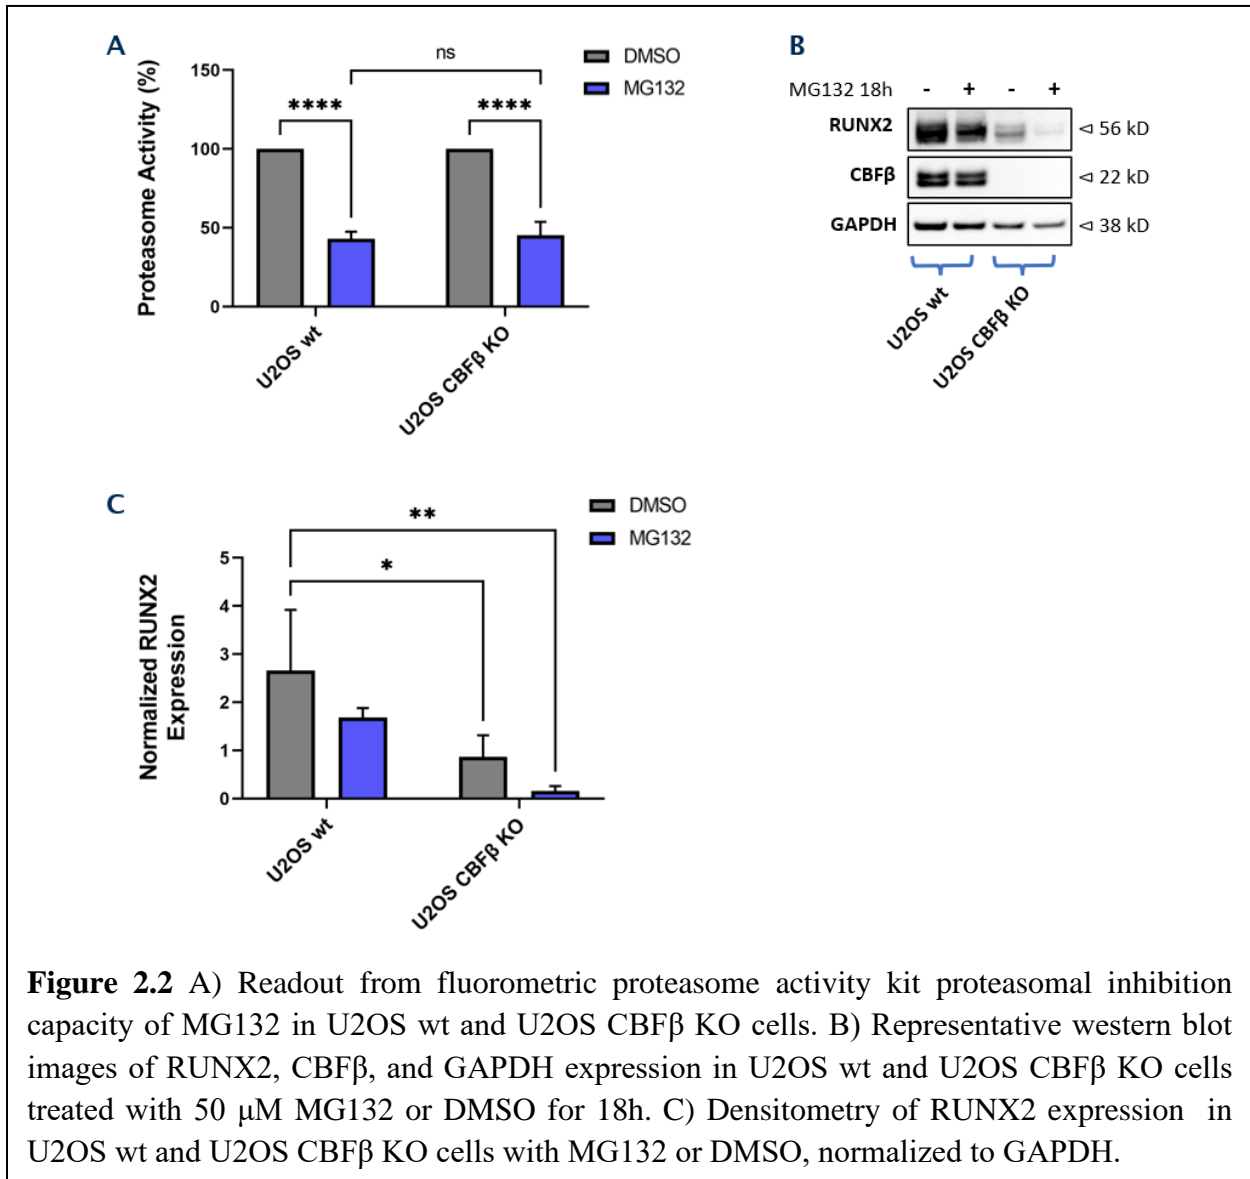 A
ns
DMSO
MG132
Proteasome Activity (%)
150
100
50
0
****
****
U2OS wt
U2OS CBFβ KO
B
MG132 18h - + - +
RUNX2 ◁ 56 kD
CBFβ ◁ 22 kD
GAPDH ◁ 38 kD
U2OS wt
U2OS CBFβ KO
C
DMSO
MG132
**
*
Normalized RUNX2
Expression
5
4
3
2
1
0
U2OS wt
U2OS CBFβ KO
Figure 2.2 A) Readout from fluorometric proteasome activity kit proteasomal inhibition
capacity of MG132 in U2OS wt and U2OS CBFβ KO cells. B) Representative western blot
images of RUNX2, CBFβ, and GAPDH expression in U2OS wt and U2OS CBFβ KO cells
treated with 50 μM MG132 or DMSO for 18h. C) Densitometry of RUNX2 expression in
U2OS wt and U2OS CBFβ KO cells with MG132 or DMSO, normalized to GAPDH.